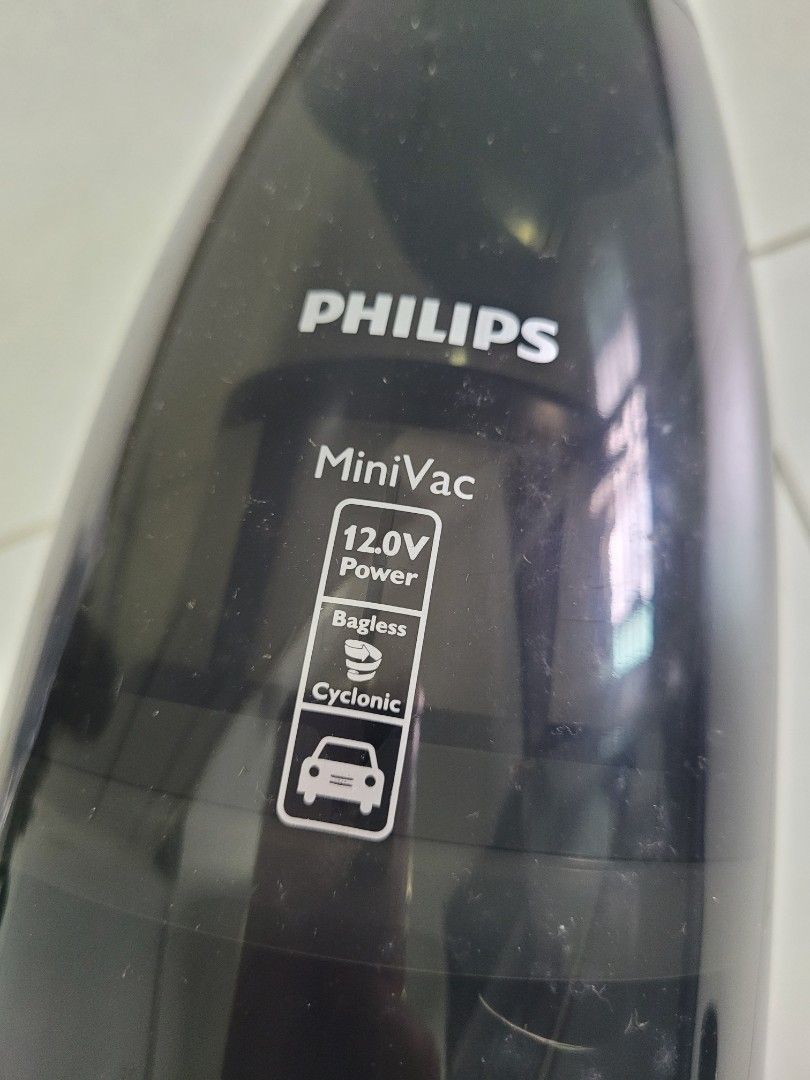 PHILIPS
MiniVac
12.0V
Power
Bagless
Cyclonic